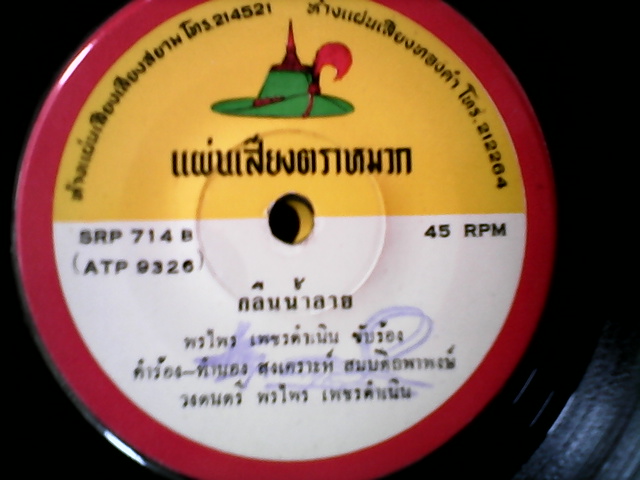 ห้างแผ่นเสียงเสียงสยาม โทร.214521
ห้างแผ่นเสียงทองคำ โทร.212264
แผ่นเสียงตราหมวก
SRP 714 B
45 RPM
(ATP 9326)
กลืนน้ำลาย
พรไพร เพชรดำเนิน ขับร้อง
คำร้อง-ทำนอง สงเคราะห์ สมบติถพาพงษ์
วงดนตรี พรไพร เพชรดำเนิน